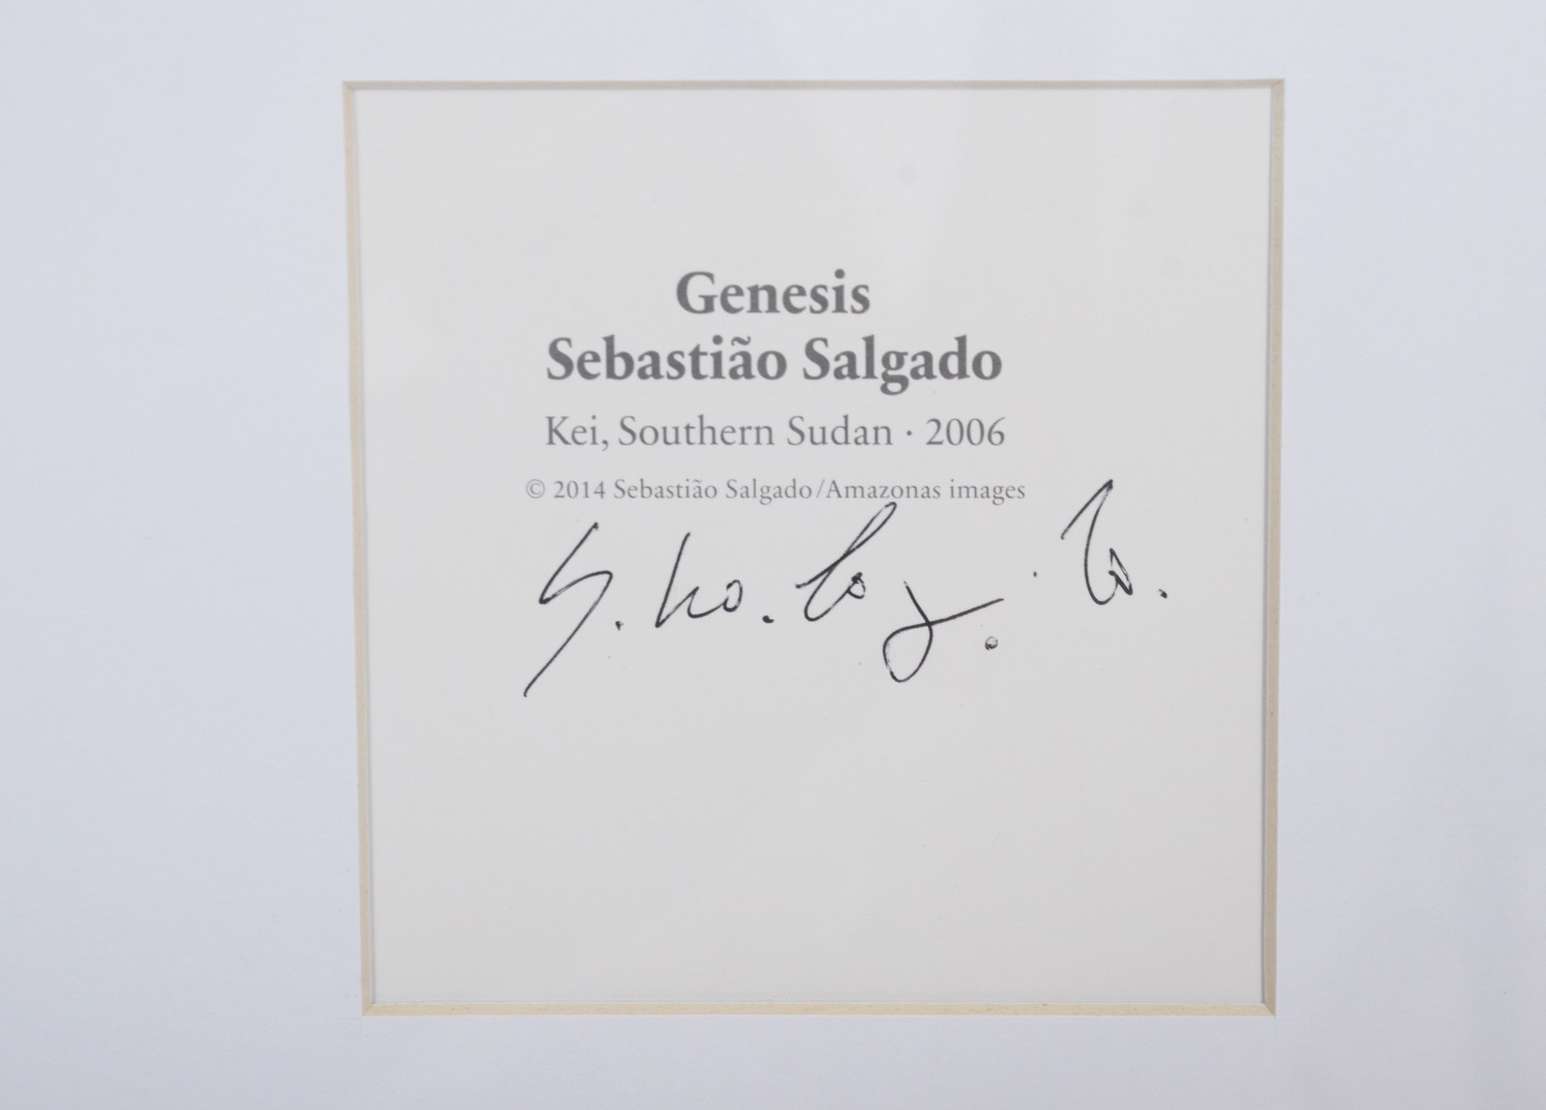 Genesis
Sebastião Salgado
Kei, Southern Sudan · 2006
© 2014 Sebastião Salgado/Amazonas images